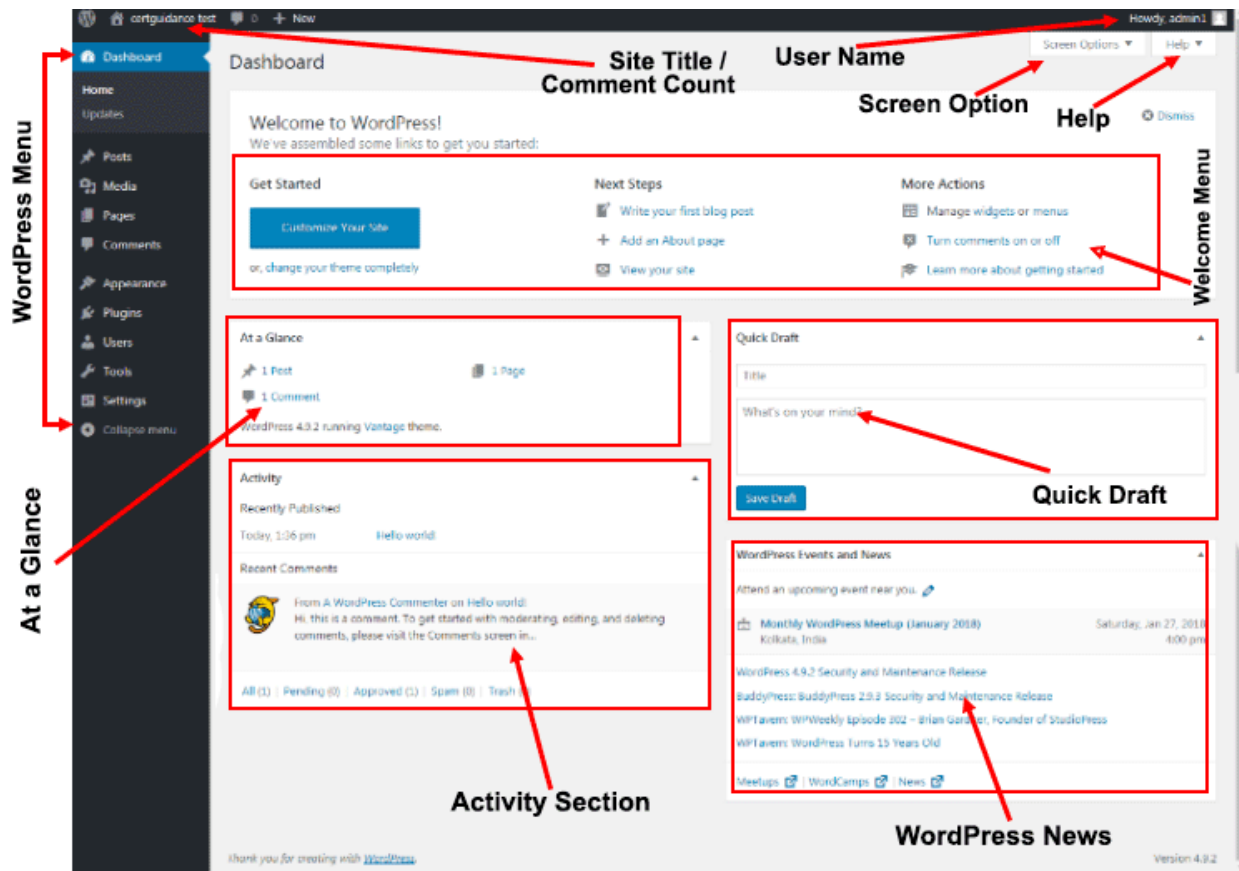 certguidance test 0 + New Howdy, admin1
Screen Options ▼ Help ▼
Site Title /
Comment Count
User Name
Screen Option
Help
WordPress Menu
Dashboard
Home
Updates
Posts
Media
Pages
Comments
Appearance
Plugins
Users
Tools
Settings
Collapse menu
At a Glance
Dashboard
Welcome to WordPress!
We've assembled some links to get you started:
Dismiss
Welcome Menu
Get Started
Customize Your Site
or, change your theme completely
Next Steps
Write your first blog post
Add an About page
View your site
More Actions
Manage widgets or menus
Turn comments on or off
Learn more about getting started
At a Glance
1 Post 1 Page
1 Comment
WordPress 4.9.2 running Vantage theme.
Activity
Recently Published
Today, 1:36 pm Hello world!
Recent Comments
From A WordPress Commenter on Hello world!
Hi, this is a comment. To get started with moderating, editing, and deleting
comments, please visit the Comments screen in...
All (1) | Pending (0) | Approved (1) | Spam (0) | Trash
Activity Section
Quick Draft
Title
What's on your mind?
Save Draft
Quick Draft
WordPress Events and News
Attend an upcoming event near you.
Monthly WordPress Meetup (January 2018) Saturday, Jan 27, 2018
Kolkata, India 4:00 pm
WordPress 4.9.2 Security and Maintenance Release
BuddyPress: BuddyPress 2.9.3 Security and Maintenance Release
WPTavern: WPWeekly Episode 302 – Brian Gardner, Founder of StudioPress
WPTavern: WordPress Turns 15 Years Old
Meetups | WordCamps | News
WordPress News
Thank you for creating with WordPress.
Version 4.9.2